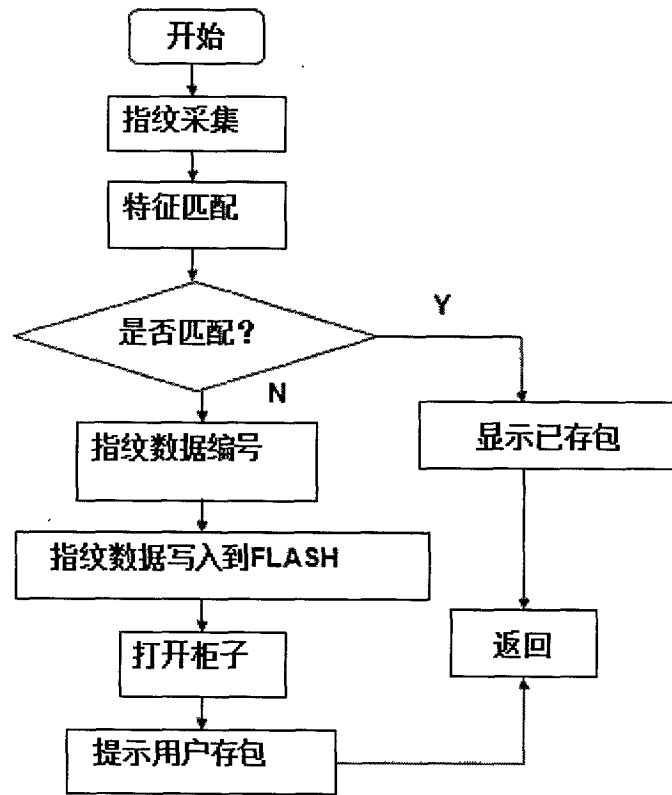 开始
指纹采集
特征匹配
是否匹配?
Y
N
指纹数据编号
显示已存包
指纹数据写入到FLASH
打开柜子
返回
提示用户存包